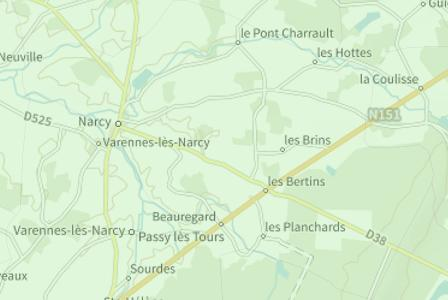 le Pont Charrault
les Hottes
Neuville
la Coulisse
D525
Narcy
N151
Varennes-lès-Narcy
les Brins
les Bertins
Beauregard
Varennes-lès-Narcy
Passy lès Tours
les Planchards
D38
Sourdes